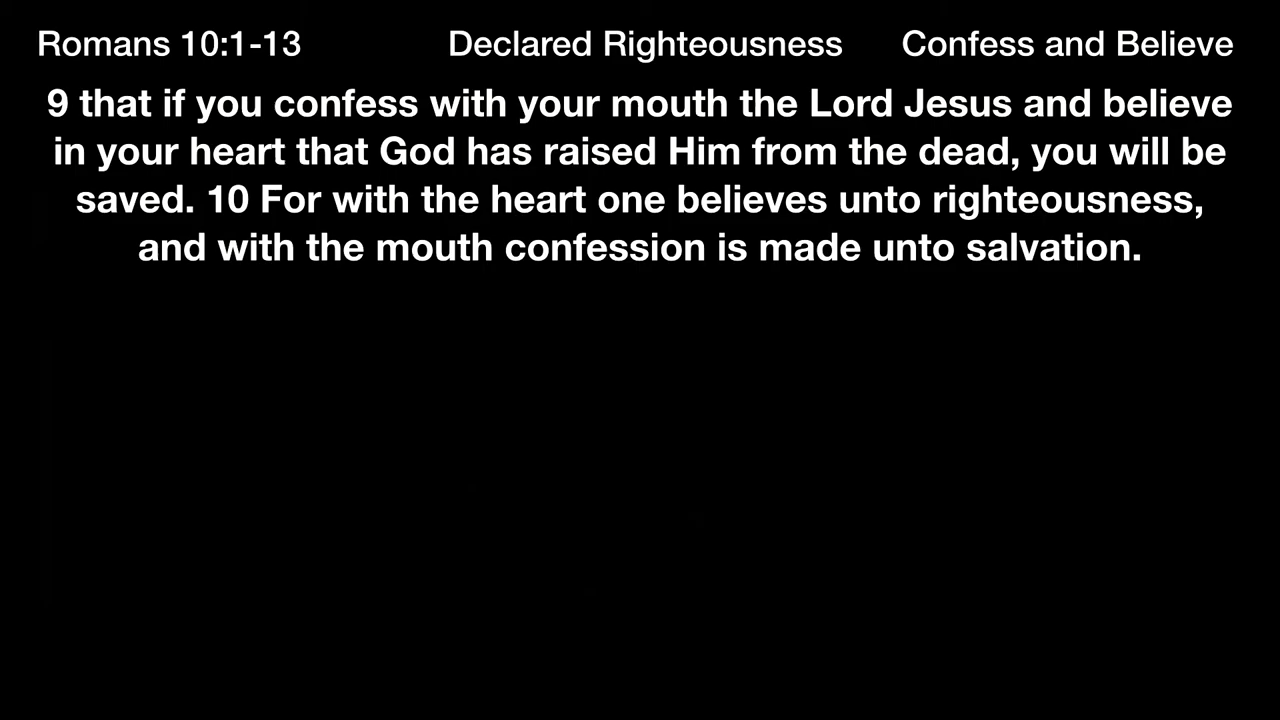 Romans 10:1-13 Declared Righteousness Confess and Believe
9 that if you confess with your mouth the Lord Jesus and believe
in your heart that God has raised Him from the dead, you will be
saved. 10 For with the heart one believes unto righteousness,
and with the mouth confession is made unto salvation.